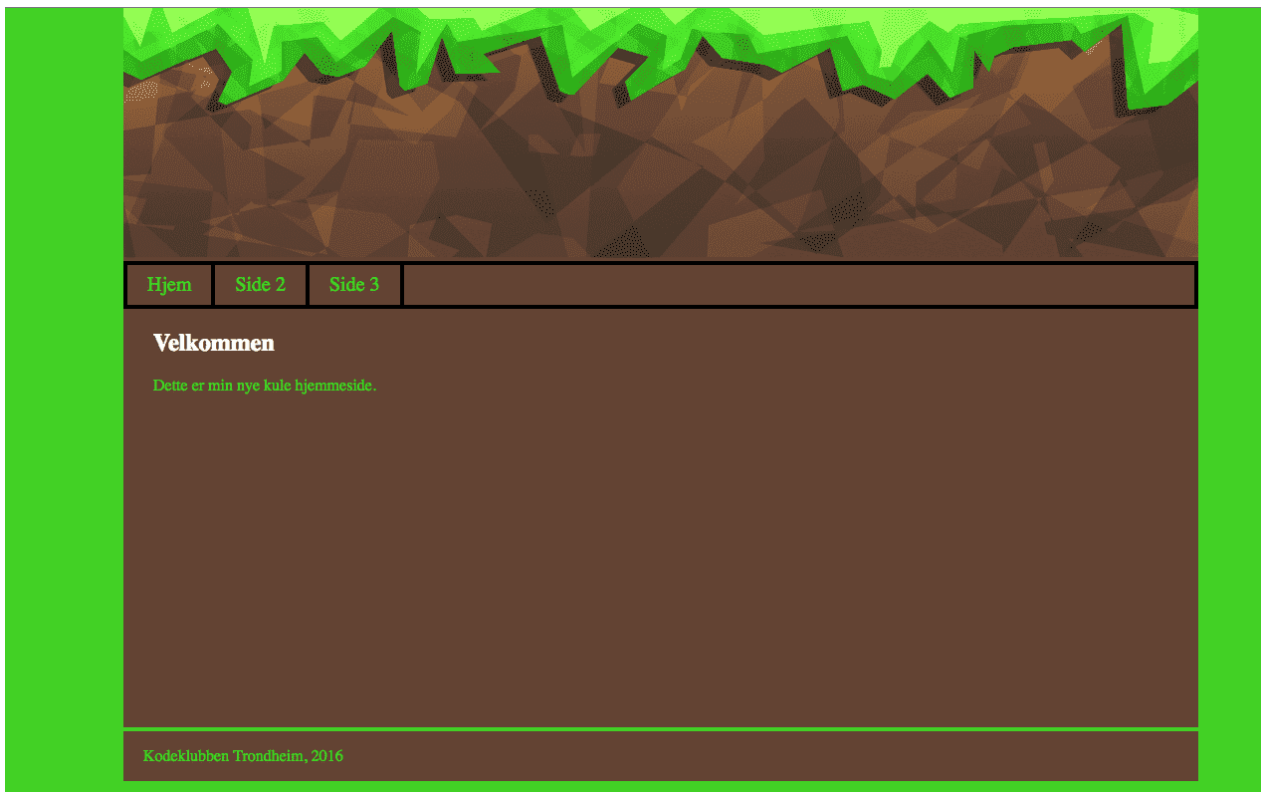 Hjem Side 2 Side 3
Velkommen
Dette er min nye kule hjemmeside.
Kodeklubben Trondheim, 2016